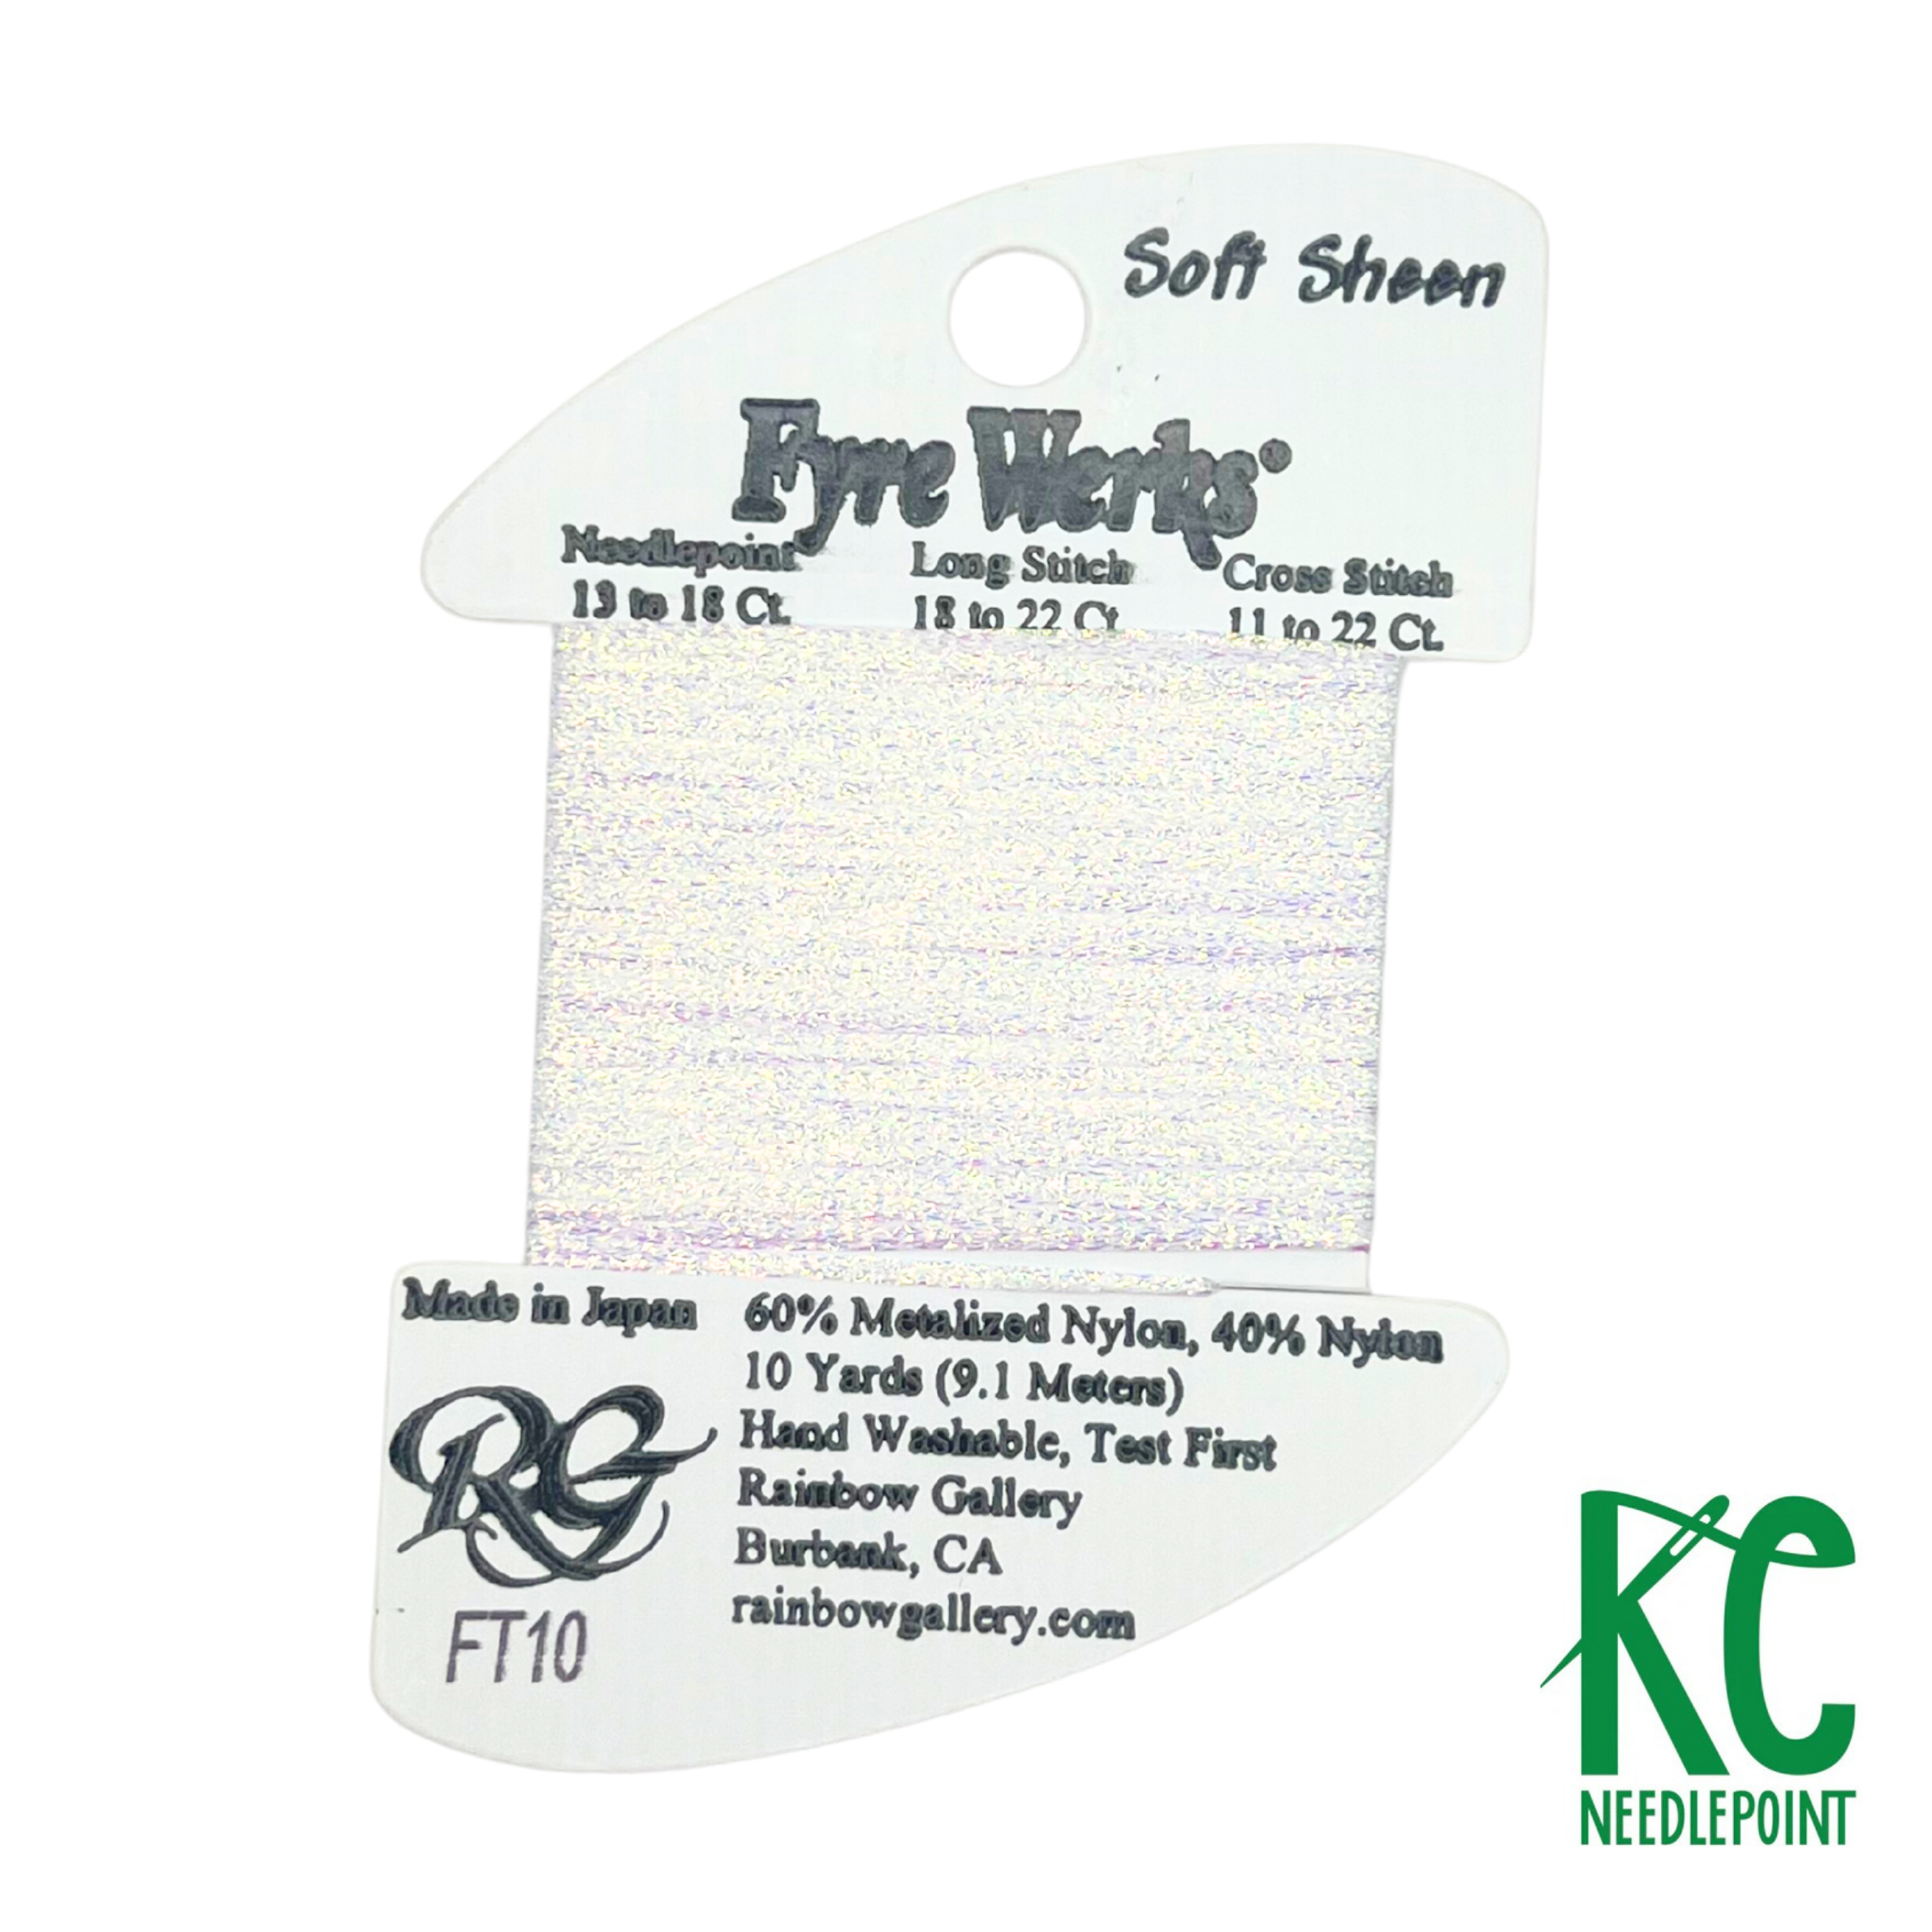 Soft Sheen
Fyre Werks®
Needlepoint Long Stitch Cross Stitch
13 to 18 Ct. 18 to 22 Ct. 11 to 22 Ct.
Made in Japan 60% Metalized Nylon, 40% Nylon
10 Yards (9.1 Meters)
Hand Washable, Test First
Rainbow Gallery
Burbank, CA
rainbowgallery.com
RG
FT10
KC
NEEDLEPOINT